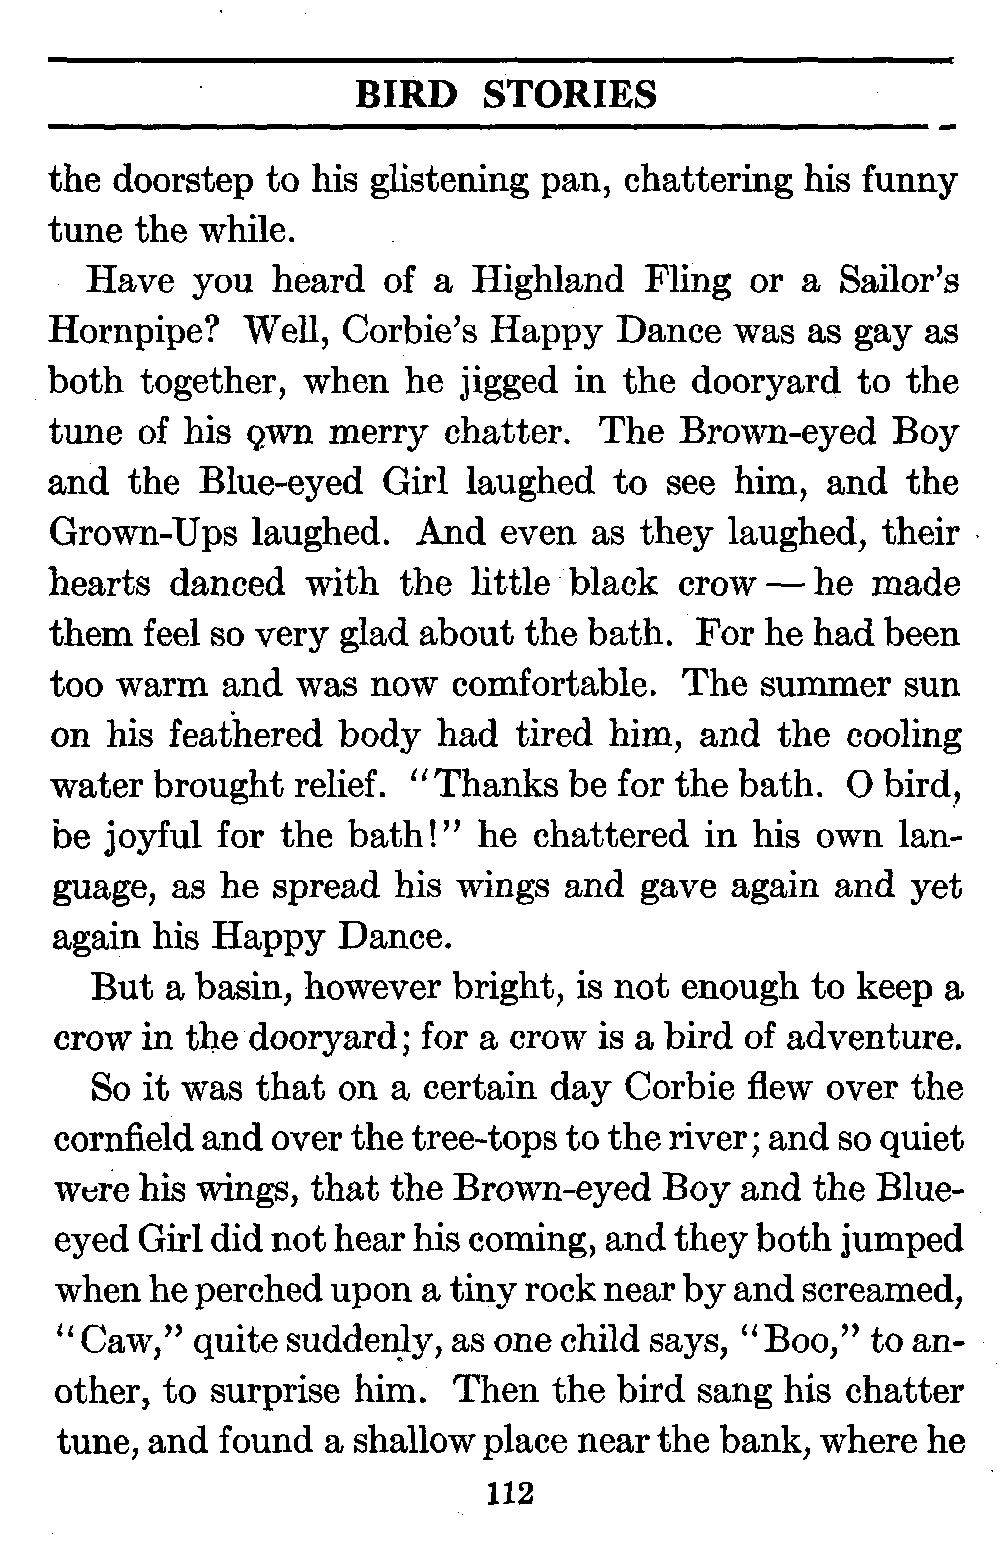 BIRD STORIES
the doorstep to his glistening pan, chattering his funny
tune the while.
Have you heard of a Highland Fling or a Sailor's
Hornpipe? Well, Corbie's Happy Dance was as gay as
both together, when he jigged in the dooryard to the
tune of his own merry chatter. The Brown-eyed Boy
and the Blue-eyed Girl laughed to see him, and the
Grown-Ups laughed. And even as they laughed, their
hearts danced with the little black crow — he made
them feel so very glad about the bath. For he had been
too warm and was now comfortable. The summer sun
on his feathered body had tired him, and the cooling
water brought relief. "Thanks be for the bath. O bird,
be joyful for the bath!" he chattered in his own lan-
guage, as he spread his wings and gave again and yet
again his Happy Dance.
But a basin, however bright, is not enough to keep a
crow in the dooryard; for a crow is a bird of adventure.
So it was that on a certain day Corbie flew over the
cornfield and over the tree-tops to the river; and so quiet
were his wings, that the Brown-eyed Boy and the Blue-
eyed Girl did not hear his coming, and they both jumped
when he perched upon a tiny rock near by and screamed,
"Caw," quite suddenly, as one child says, "Boo," to an-
other, to surprise him. Then the bird sang his chatter
tune, and found a shallow place near the bank, where he
112